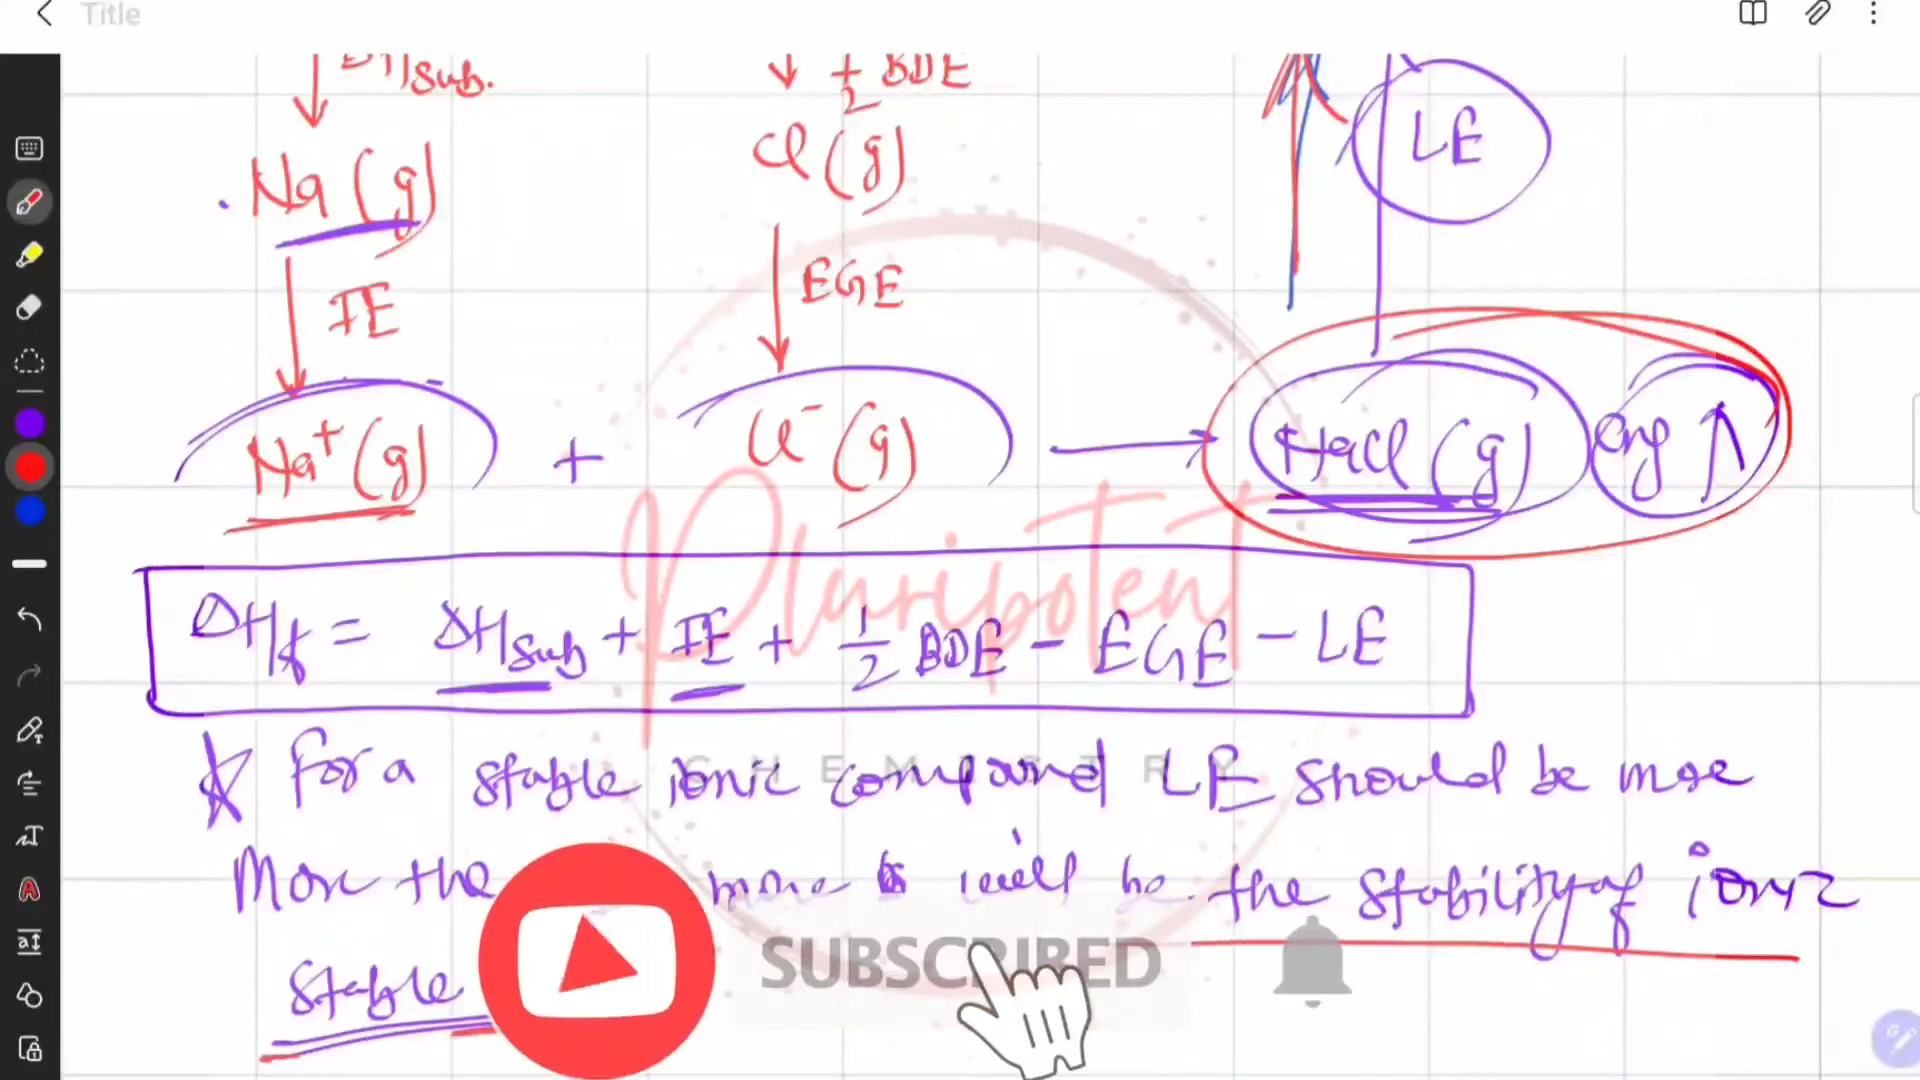 Title
ΔHsub. + 1/2 BDE
Na (g) Cl (g) LE
IE EGE
Na+ (g) + Cl- (g) → NaCl (g) eng ↑
Pluripotent
ΔHf = ΔHsub + IE + 1/2 BDE - EGE - LE
CHEMISTRY
For a stable ionic compound LE should be more
More the more will be the stability of ionic
SUBSCRIBED
stable